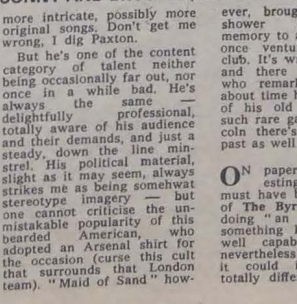 more intricate, possibly more
original songs. Don't get me
wrong, I dig Paxton.
But he's one of the content
category of talent neither
being occasionally far out, nor
once in a while bad. He's
always the same —
delightfully professional,
totally aware of his audience
and their demands, and just a
steady, down the line min-
strel. His political material,
slight as it may seem, always
strikes me as being somehwat
stereotype imagery — but
one cannot criticise the un-
mistakable popularity of this
bearded American, who
adopted an Arsenal shirt for
the occasion (curse this cult
that surrounds that London
team). "Maid of Sand" how-
ever, broug
shower
memory to a
once ventu
club. It's w
and there
who remark
about time
of his old
such rare ga
coln there's
past as well
ON paper
esting
must have
of The Byr
doing "an
something
well capab
nevertheless
it could
totally diffe